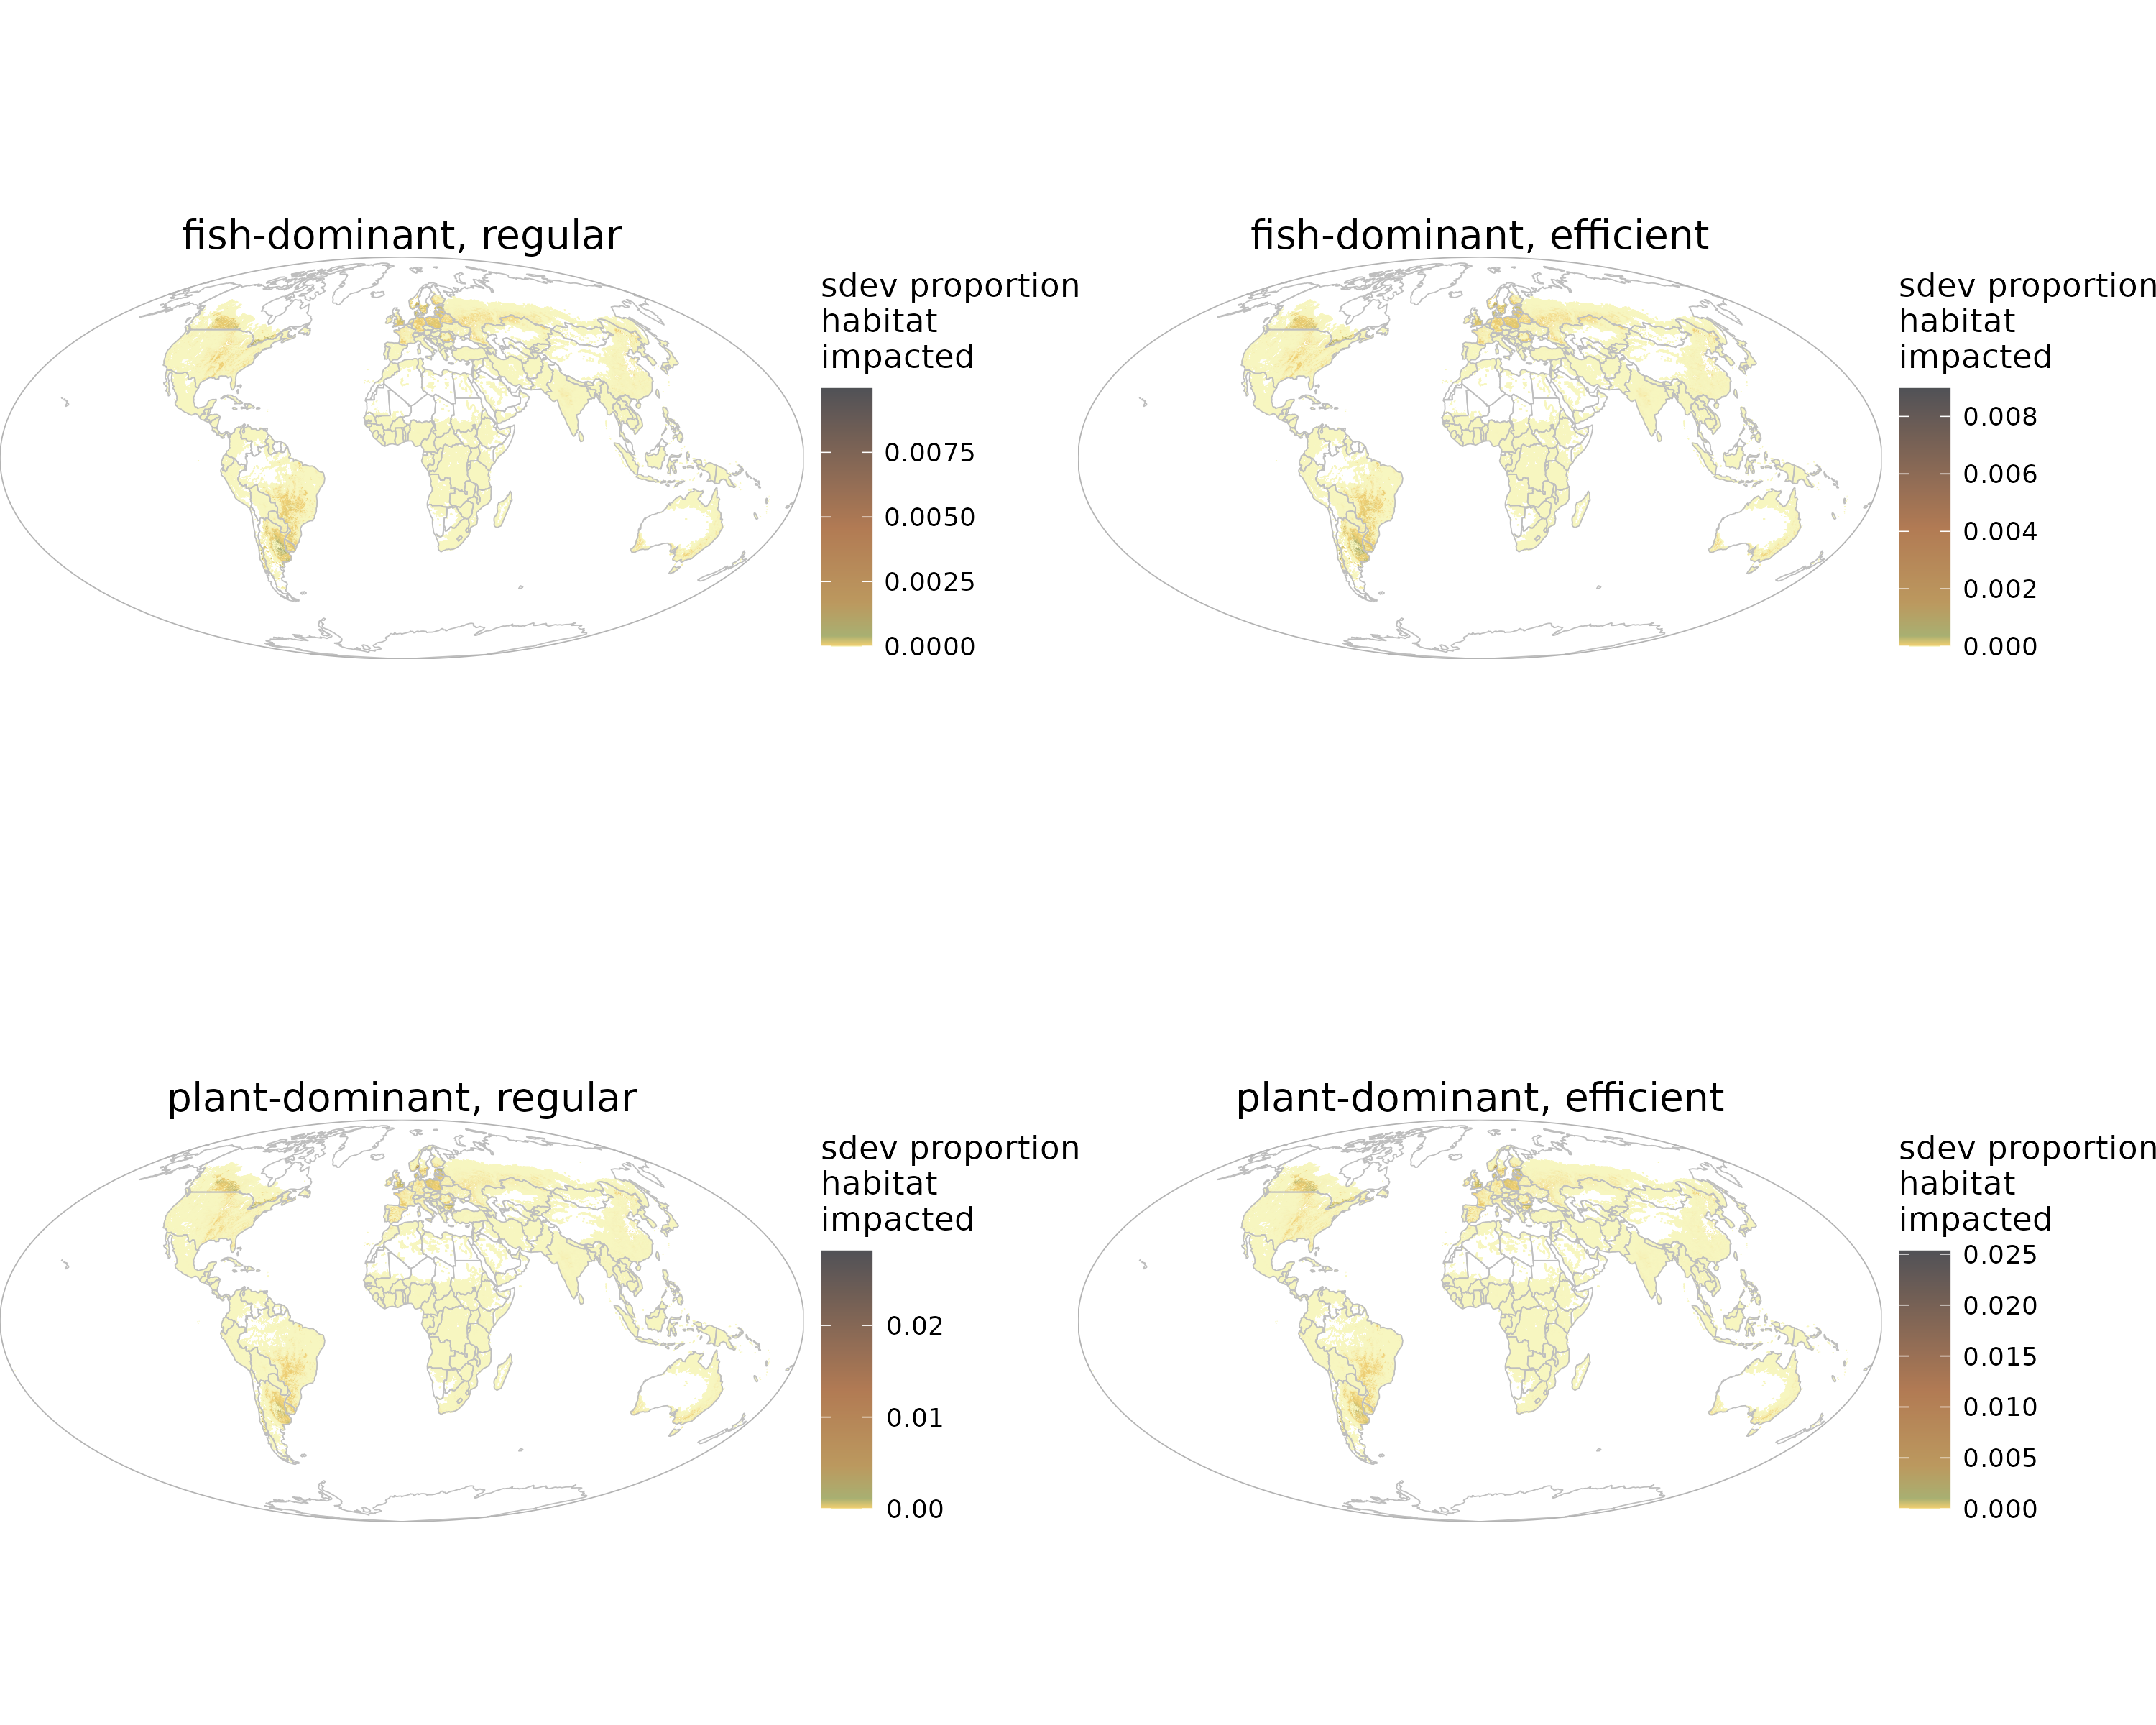 fish-dominant, regular
sdev proportion
habitat
impacted
0.0075
0.0050
0.0025
0.0000
fish-dominant, efficient
sdev proportion
habitat
impacted
0.008
0.006
0.004
0.002
0.000
plant-dominant, regular
sdev proportion
habitat
impacted
0.02
0.01
0.00
plant-dominant, efficient
sdev proportion
habitat
impacted
0.025
0.020
0.015
0.010
0.005
0.000